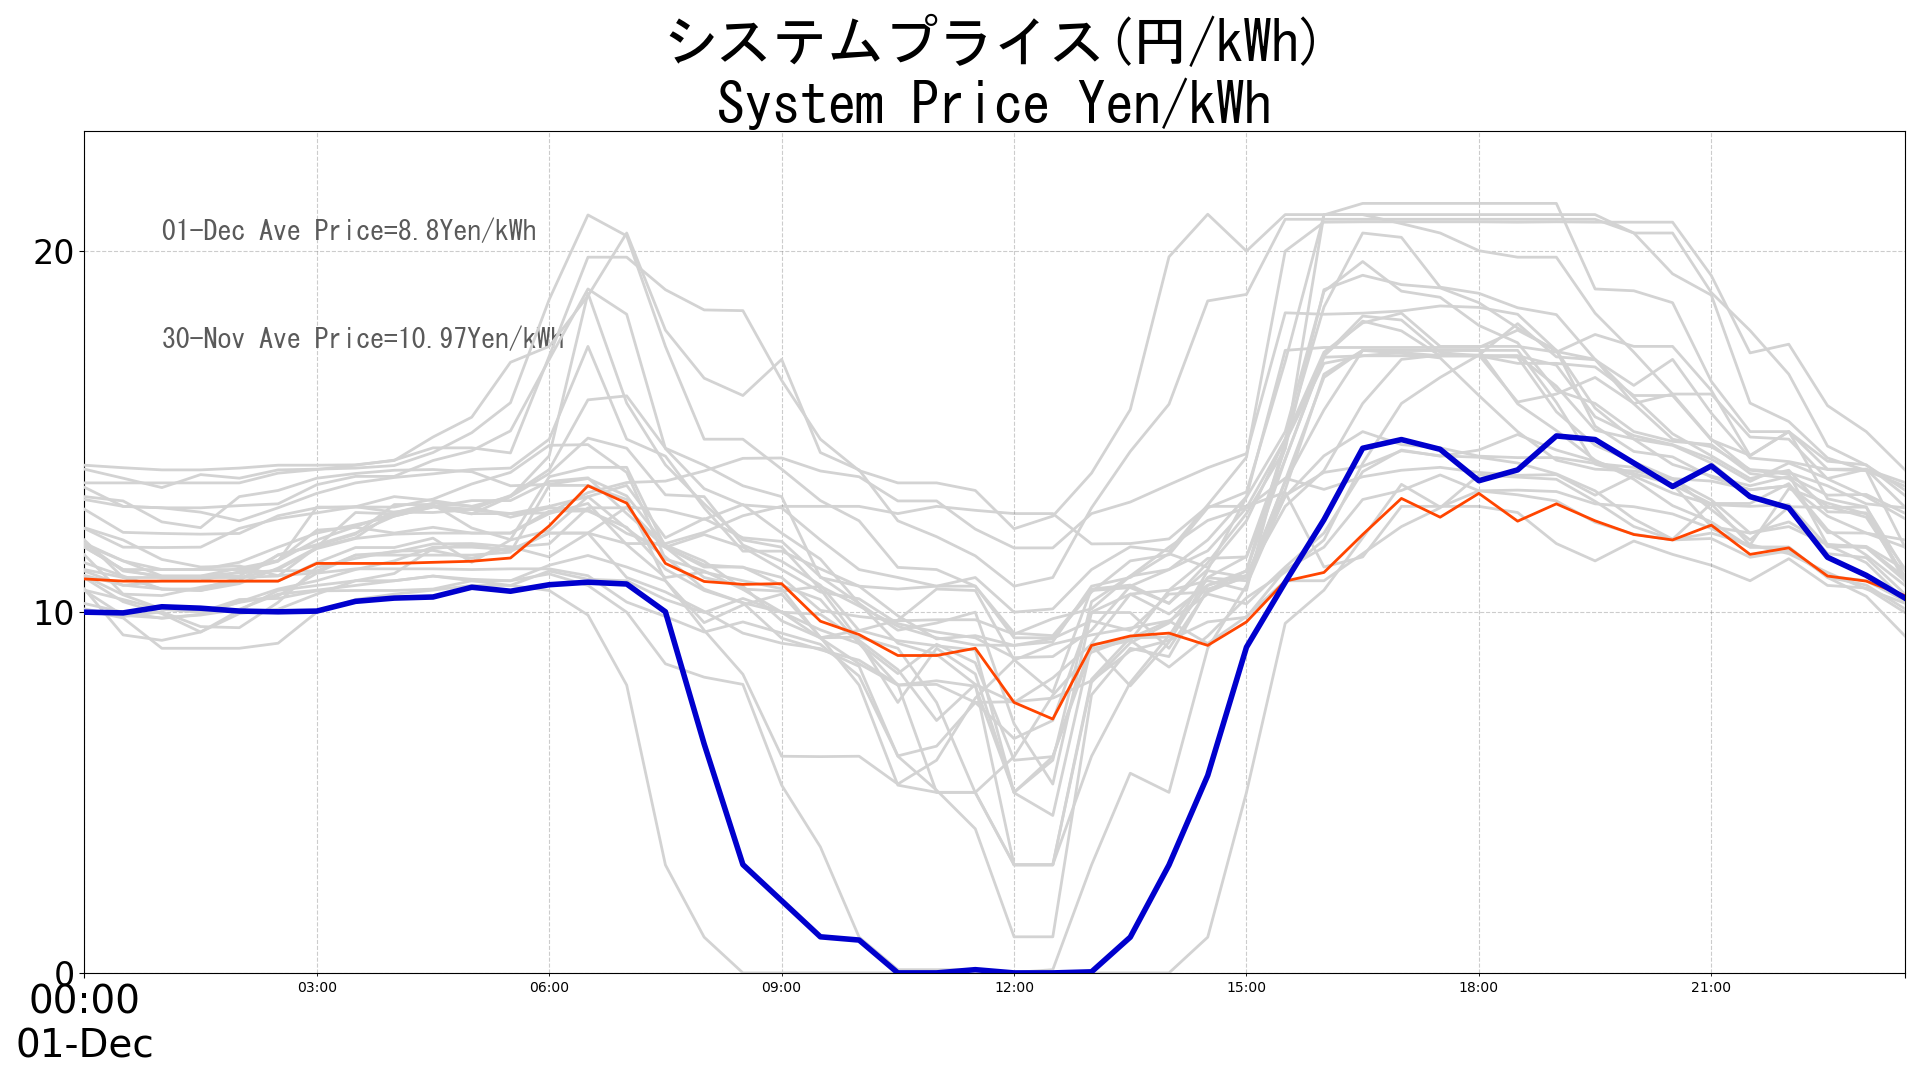 システムプライス(円/kWh)
System Price Yen/kWh
01-Dec Ave Price=8.8Yen/kWh
30-Nov Ave Price=10.97Yen/kWh
20
10
0
00:00
01-Dec
03:00
06:00
09:00
12:00
15:00
18:00
21:00